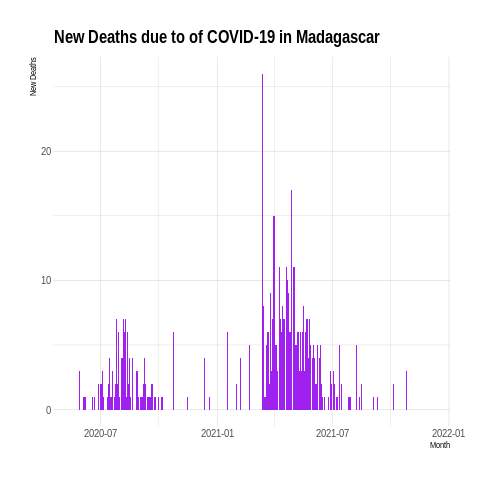 New Deaths due to of COVID-19 in Madagascar
New Deaths
20
10
0
2020-07 2021-01 2021-07 2022-01
Month